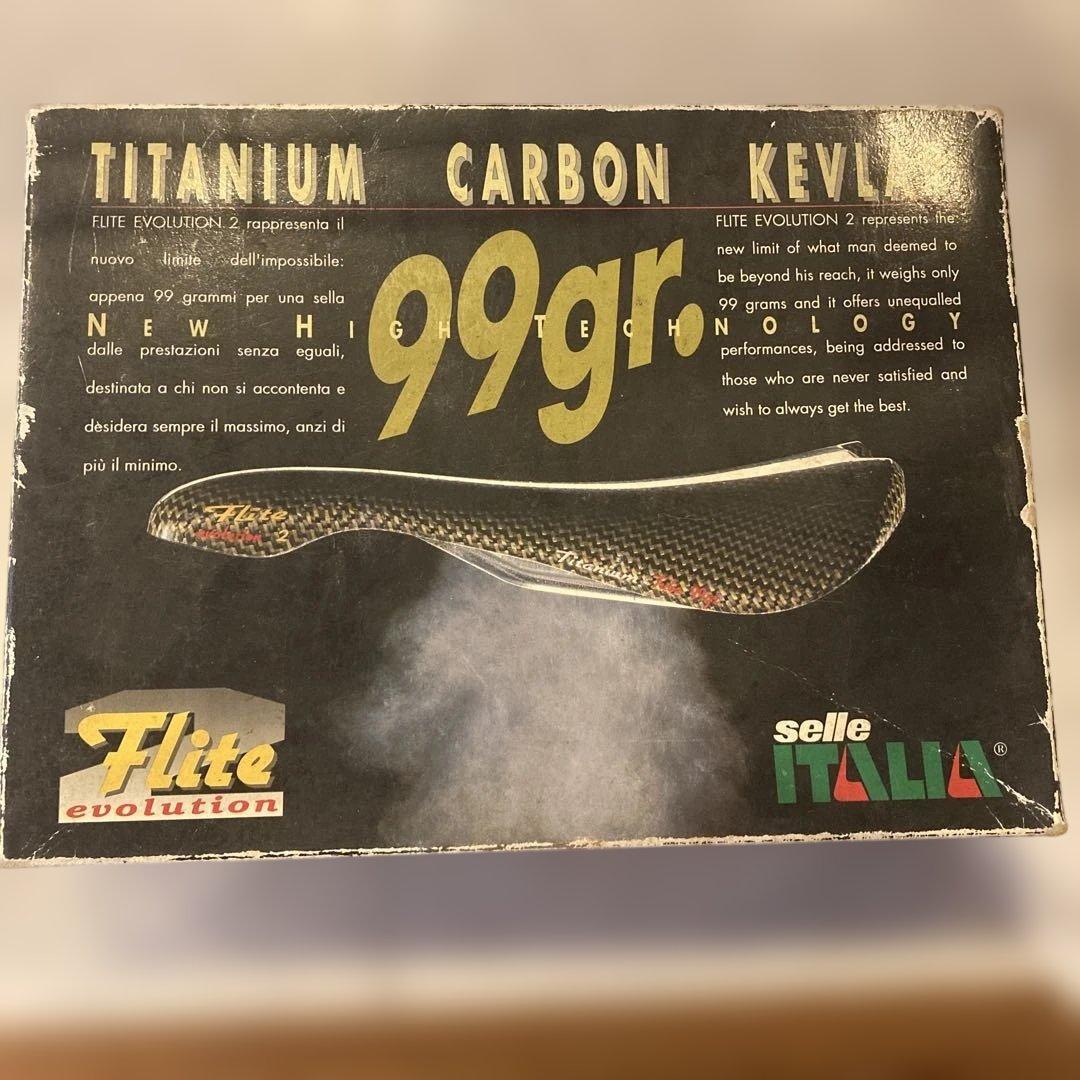 TITANIUM CARBON KEVLA
FLITE EVOLUTION 2 rappresenta il
nuovo limite dell'impossibile:
appena 99 grammi per una sella
dalle prestazioni senza eguali,
destinata a chi non si accontenta e
desidera sempre il massimo, anzi di
più il minimo.
99gr.
NEW HIGH TECHNOLOGY
FLITE EVOLUTION 2 represents the
new limit of what man deemed to
be beyond his reach, it weighs only
99 grams and it offers unequalled
performances, being addressed to
those who are never satisfied and
wish to always get the best.
Flite
evolution 2
Titanium
Flite
evolution
selle
ITALIA®